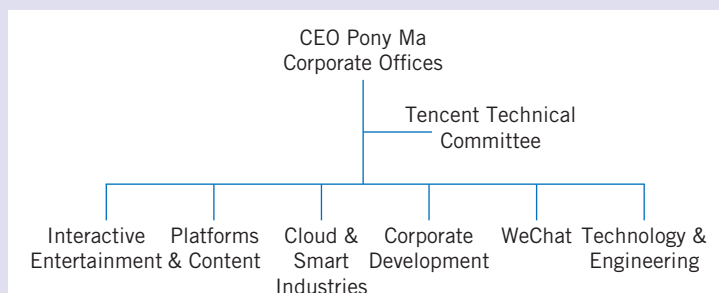 CEO Pony Ma
Corporate Offices
Tencent Technical
Committee
Interactive
Entertainment
Platforms
& Content
Cloud &
Smart
Industries
Corporate
Development
WeChat
Technology &
Engineering